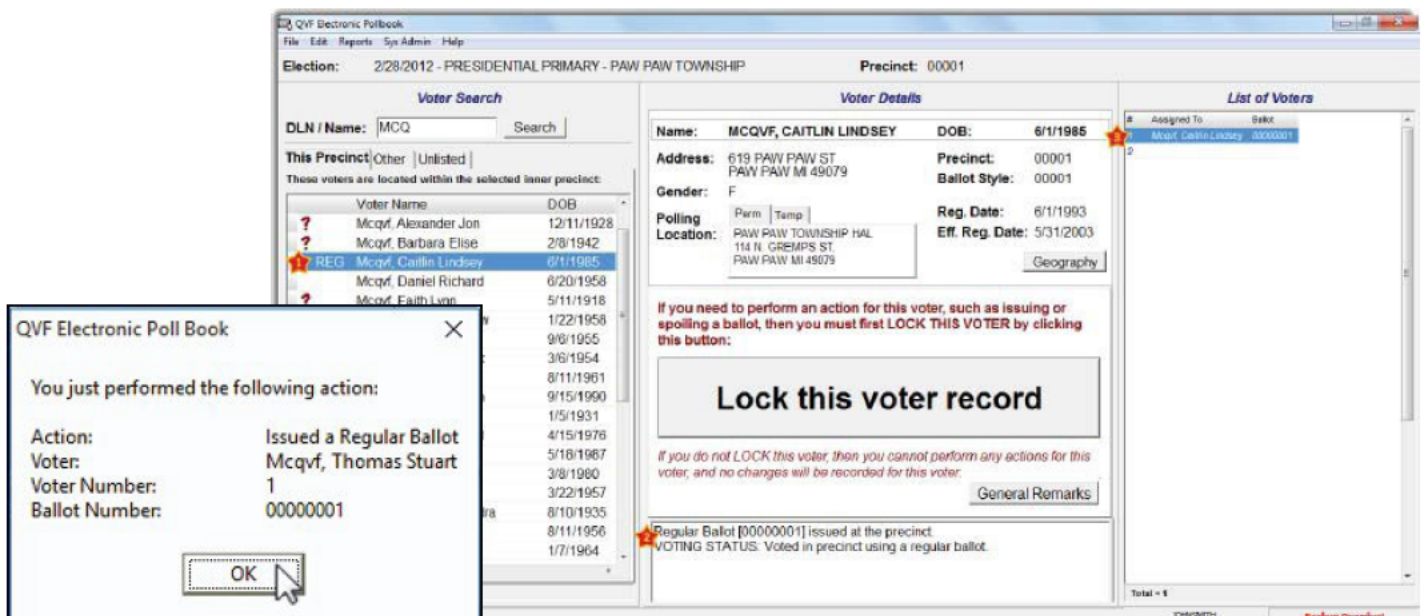 QVF Electronic Pollbook
File Edit Reports Sys Admin Help
Election: 2/28/2012 - PRESIDENTIAL PRIMARY - PAW PAW TOWNSHIP Precinct: 00001
Voter Search
DLN / Name: MCQ Search
This Precinct Other Unlisted
These voters are located within the selected inner precinct:
Voter Name DOB
? Mcqvf, Alexander Jon 12/11/1928
? Mcqvf, Barbara Elise 2/8/1942
1 REG Mcqvf, Caitlin Lindsey 6/1/1985
Mcqvf, Daniel Richard 6/20/1958
? Mcqvf, Faith Lynn 5/11/1918
1/22/1958
9/6/1955
3/6/1954
8/11/1961
9/15/1990
1/5/1931
4/15/1976
5/18/1987
3/8/1980
3/22/1957
8/10/1935
8/11/1956
1/7/1964
Voter Details
Name: MCQVF, CAITLIN LINDSEY DOB: 6/1/1985
Address: 619 PAW PAW ST
PAW PAW MI 49079
Precinct: 00001
Ballot Style: 00001
Gender: F
Polling Location:
Perm Temp
PAW PAW TOWNSHIP HAL
114 N. GREMPS ST.
PAW PAW MI 49079
Reg. Date: 6/1/1993
Eff. Reg. Date: 5/31/2003
Geography
If you need to perform an action for this voter, such as issuing or
spoiling a ballot, then you must first LOCK THIS VOTER by clicking
this button:
Lock this voter record
If you do not LOCK this voter, then you cannot perform any actions for this
voter, and no changes will be recorded for this voter.
General Remarks
2
Regular Ballot [00000001] issued at the precinct.
VOTING STATUS: Voted in precinct using a regular ballot.
List of Voters
# Assigned To Ballot
3 Mcqvf, Caitlin Lindsey 00000001
2
Total = 1
QVF Electronic Poll Book
You just performed the following action:
Action: Issued a Regular Ballot
Voter: Mcqvf, Thomas Stuart
Voter Number: 1
Ballot Number: 00000001
OK